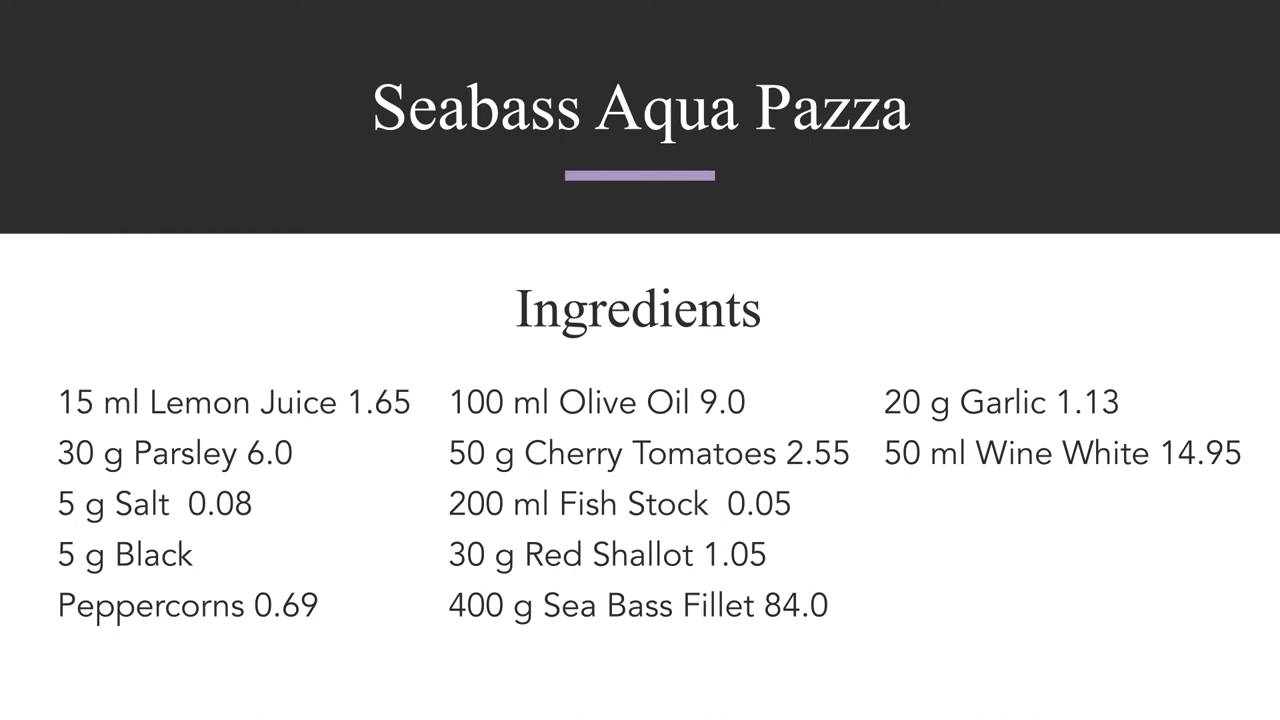 Seabass Aqua Pazza
Ingredients
15 ml Lemon Juice 1.65
30 g Parsley 6.0
5 g Salt  0.08
5 g Black
Peppercorns 0.69
100 ml Olive Oil 9.0
50 g Cherry Tomatoes 2.55
200 ml Fish Stock  0.05
30 g Red Shallot 1.05
400 g Sea Bass Fillet 84.0
20 g Garlic 1.13
50 ml Wine White 14.95